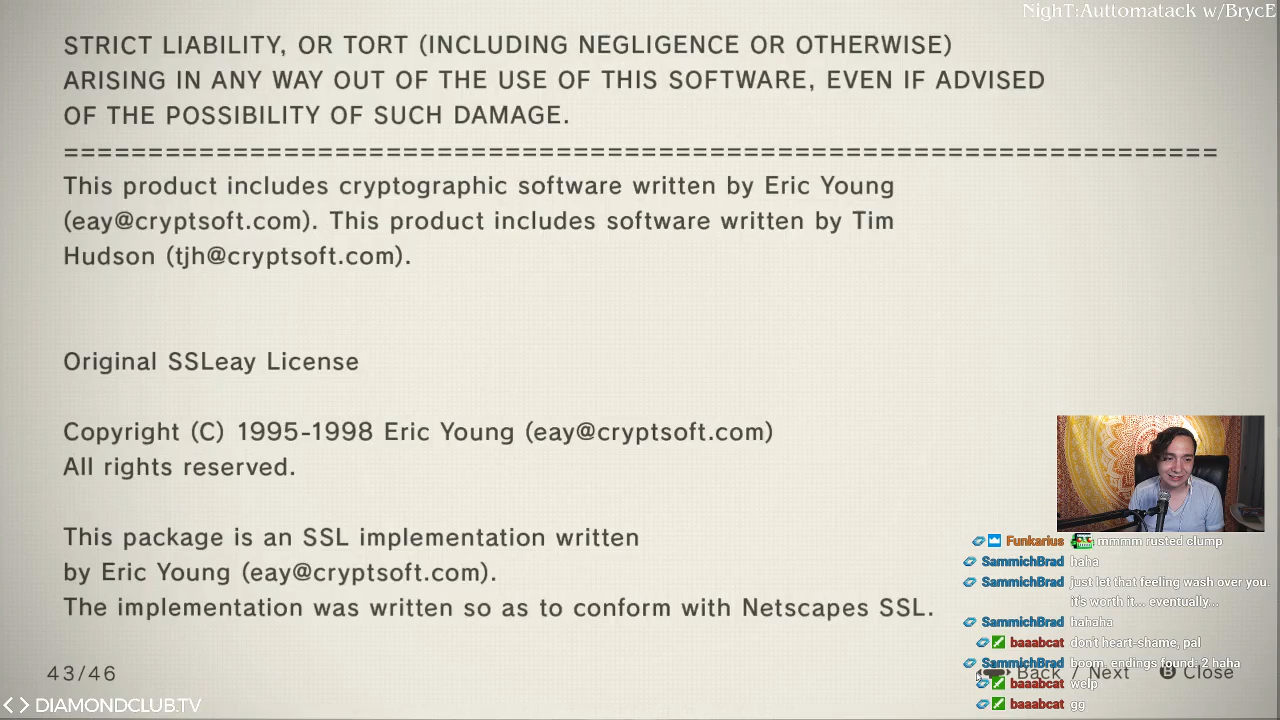 NighT:Auttomatack w/BrycE
STRICT LIABILITY, OR TORT (INCLUDING NEGLIGENCE OR OTHERWISE)
ARISING IN ANY WAY OUT OF THE USE OF THIS SOFTWARE, EVEN IF ADVISED
OF THE POSSIBILITY OF SUCH DAMAGE.
====================================================================
This product includes cryptographic software written by Eric Young
(eay@cryptsoft.com). This product includes software written by Tim
Hudson (tjh@cryptsoft.com).
Original SSLeay License
Copyright (C) 1995-1998 Eric Young (eay@cryptsoft.com)
All rights reserved.
This package is an SSL implementation written
by Eric Young (eay@cryptsoft.com).
The implementation was written so as to conform with Netscapes SSL.
Funkarius mmmm rusted clump
SammichBrad haha
SammichBrad just let that feeling wash over you.
it's worth it... eventually...
SammichBrad hahaha
baaabcat don't heart-shame, pal
SammichBrad boom. endings found: 2 haha
baaabcat welp
baaabcat gg
43/46
Back / Next B Close
<> DIAMONDCLUB.TV